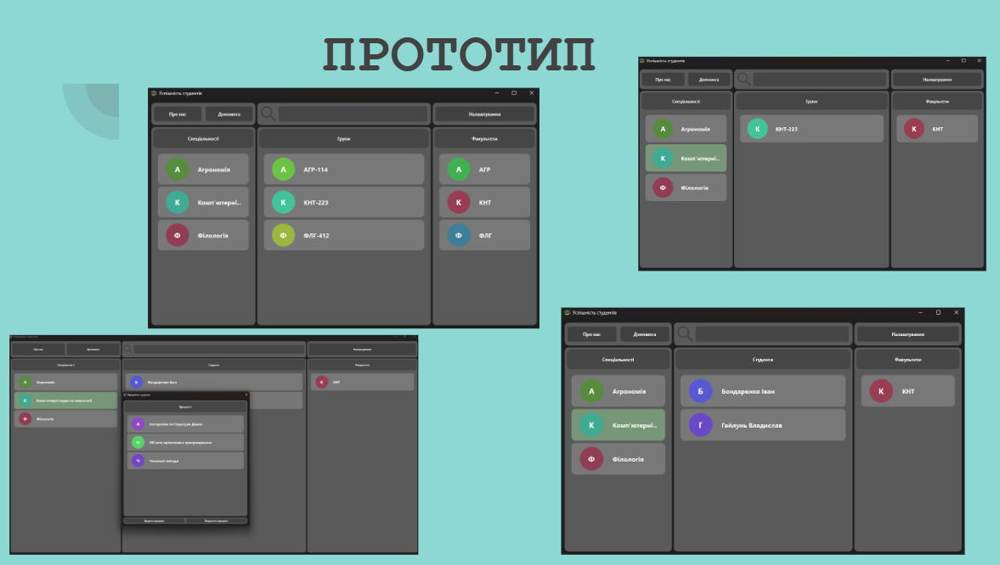 ПРОТОТИП
Успішність студентів
Про нас
Допомога
Налаштування
Спеціальності
Групи
Факультети
А Агрономія
А АГР-114
А АГР
К Комп'ютерні..
К КНТ-223
К КНТ
Ф Філологія
Ф ФЛГ-412
Ф ФЛГ
Успішність студентів
Про нас
Допомога
Налаштування
Спеціальності
Групи
Факультети
А Агрономія
К КНТ-223
К КНТ
К Комп'ютерні..
Ф Філологія
Про нас
Допомога
Налаштування
Спеціальності
Студенти
Факультети
А Агрономія
Б Бондаренко Іван
К КНТ
К Комп'ютерні науки та технології
Ф Філологія
Предмети студента
Предмети
А Алгоритми та Структури Даних
О Об'єктно орієнтоване програмування
Ч Чисельні методи
Додати предмет
Видалити предмет
Успішність студентів
Про нас
Допомога
Налаштування
Спеціальності
Студенти
Факультети
А Агрономія
Б Бондаренко Іван
К КНТ
К Комп'ютерні..
Г Гайлунь Владислав
Ф Філологія